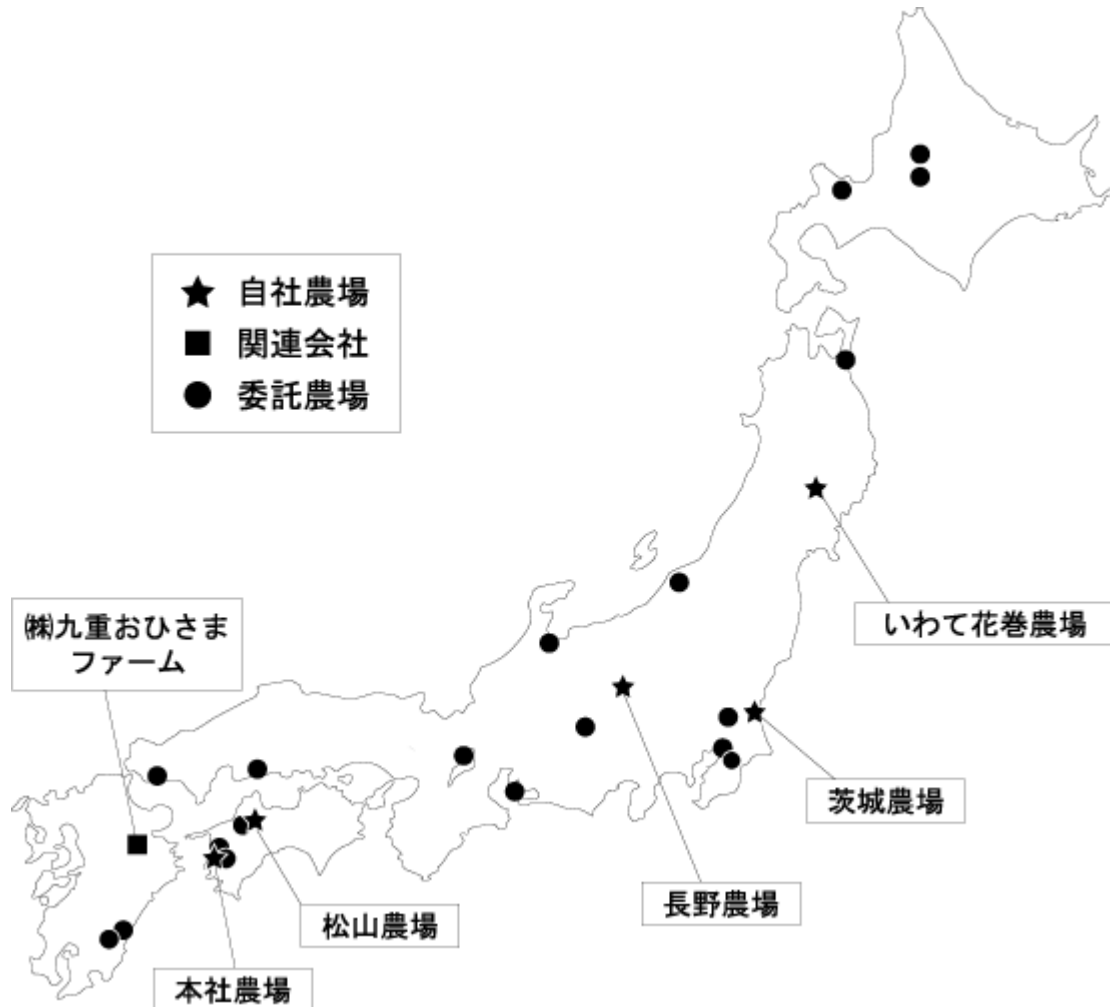 自社農場
関連会社
委託農場
いわて花巻農場
㈱九重おひさま
ファーム
茨城農場
長野農場
松山農場
本社農場